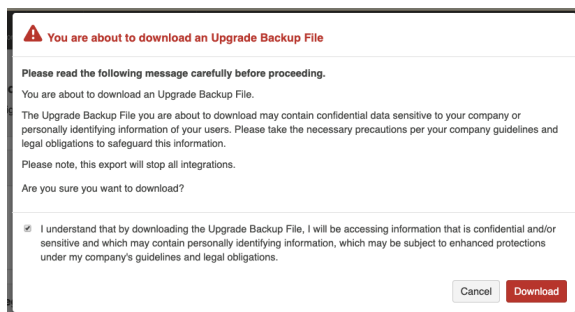 You are about to download an Upgrade Backup File
Please read the following message carefully before proceeding.
You are about to download an Upgrade Backup File.
The Upgrade Backup File you are about to download may contain confidential data sensitive to your company or
personally identifying information of your users. Please take the necessary precautions per your company guidelines and
legal obligations to safeguard this information.
Please note, this export will stop all integrations.
Are you sure you want to download?
I understand that by downloading the Upgrade Backup File, I will be accessing information that is confidential and/or
sensitive and which may contain personally identifying information, which may be subject to enhanced protections
under my company's guidelines and legal obligations.
Cancel Download